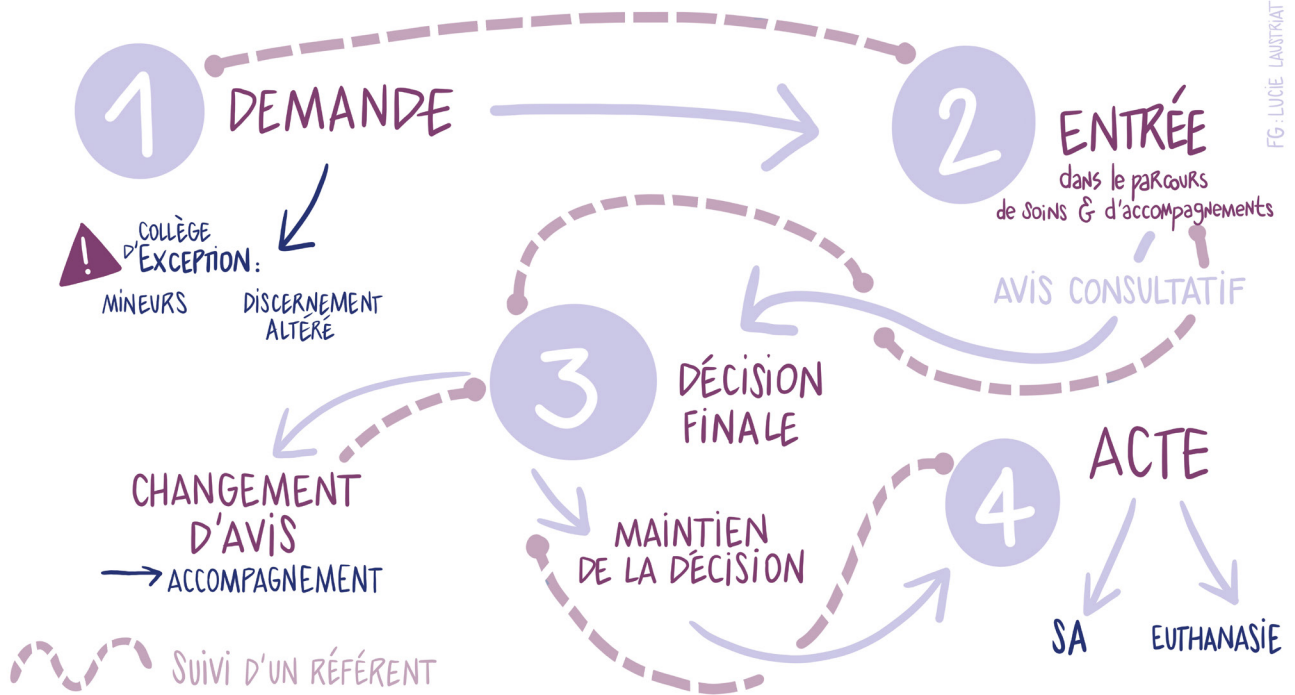 1
DEMANDE
2
ENTRÉE
dans le parcours
de soins & d'accompagnements
!
COLLÈGE
D'EXCEPTION :
MINEURS
DISCERNEMENT
ALTÉRÉ
AVIS CONSULTATIF
3
DÉCISION
FINALE
CHANGEMENT
D'AVIS
→ ACCOMPAGNEMENT
MAINTIEN
DE LA DÉCISION
4
ACTE
SA
EUTHANASIE
SUIVI D'UN RÉFÉRENT
FG : LUCIE LAUSTRIAT